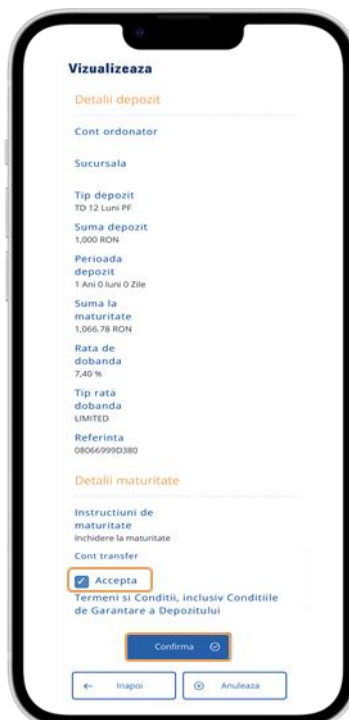 Vizualizeaza
Detalii depozit
Cont ordonator
Sucursala
Tip depozit
TD 12 Luni PF
Suma depozit
1,000 RON
Perioada
depozit
1 Ani 0 luni 0 Zile
Suma la
maturitate
1,066.78 RON
Rata de
dobanda
7,40 %
Tip rata
dobanda
LIMITED
Referinta
08066999D380
Detalii maturitate
Instructiuni de
maturitate
Inchidere la maturitate
Cont transfer
Accepta
Termeni si Conditii, inclusiv Conditiile
de Garantare a Depozitului
Confirma
Inapoi
Anuleaza